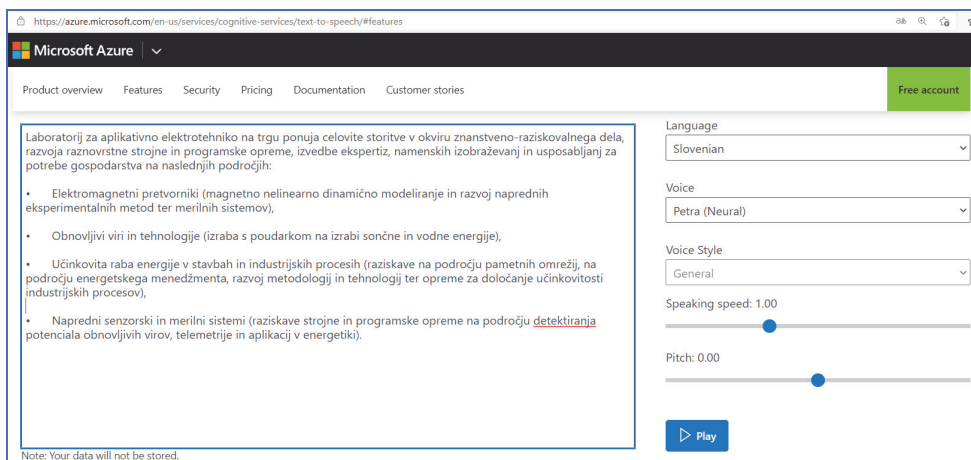 https://azure.microsoft.com/en-us/services/cognitive-services/text-to-speech/#features
Microsoft Azure
Product overview Features Security Pricing Documentation Customer stories Free account
Laboratorij za aplikativno elektrotehniko na trgu ponuja celovite storitve v okviru znanstveno-raziskovalnega dela,
razvoja raznovrstne strojne in programske opreme, izvedbe ekspertiz, namenskih izobraževanj in usposabljanj za
potrebe gospodarstva na naslednjih področjih:
• Elektromagnetni pretvorniki (magnetno nelinearno dinamično modeliranje in razvoj naprednih
eksperimentalnih metod ter merilnih sistemov),
• Obnovljivi viri in tehnologije (izraba s poudarkom na izrabi sončne in vodne energije),
• Učinkovita raba energije v stavbah in industrijskih procesih (raziskave na področju pametnih omrežij, na
področju energetskega menedžmenta, razvoj metodologij in tehnologij ter opreme za določanje učinkovitosti
industrijskih procesov),
• Napredni senzorski in merilni sistemi (raziskave strojne in programske opreme na področju detektiranja
potenciala obnovljivih virov, telemetrije in aplikacij v energetiki).
Note: Your data will not be stored.
Language
Slovenian
Voice
Petra (Neural)
Voice Style
General
Speaking speed: 1.00
Pitch: 0.00
Play